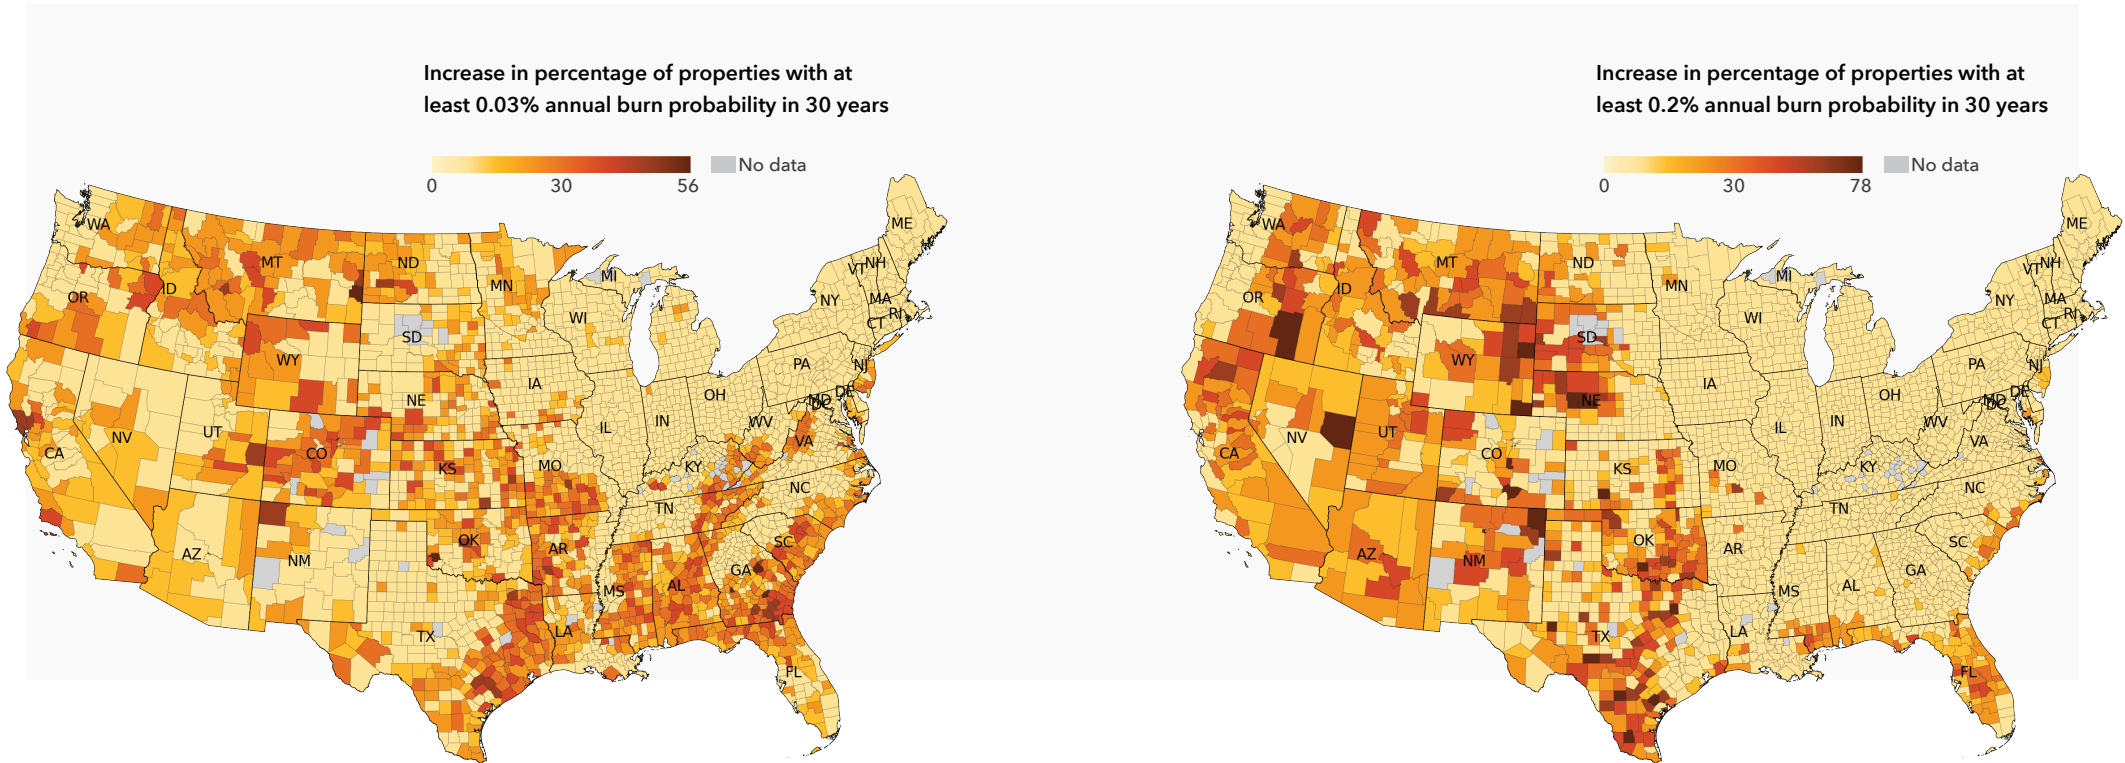 Increase in percentage of properties with at
least 0.03% annual burn probability in 30 years
0 30 56 No data
WA
OR
CA
NV
ID
MT
WY
UT
AZ
CO
NM
ND
SD
NE
KS
OK
TX
MN
IA
MO
AR
LA
WI
IL
MI
IN
OH
KY
TN
MS
AL
GA
FL
SC
NC
VA
WV
PA
NY
VT
NH
ME
MA
RI
CT
NJ
DE
MD
DC
Increase in percentage of properties with at
least 0.2% annual burn probability in 30 years
0 30 78 No data
WA
OR
CA
NV
ID
MT
WY
UT
AZ
CO
NM
ND
SD
NE
KS
OK
TX
MN
IA
MO
AR
LA
WI
IL
MI
IN
OH
KY
TN
MS
AL
GA
FL
SC
NC
VA
WV
PA
NY
VT
NH
ME
MA
RI
CT
NJ
DE
MD
DC